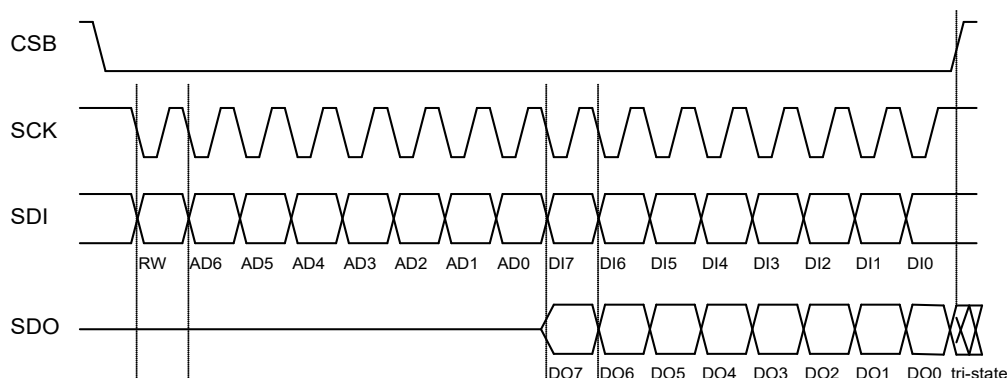 CSB
SCK
SDI
RW AD6 AD5 AD4 AD3 AD2 AD1 AD0 DI7 DI6 DI5 DI4 DI3 DI2 DI1 DI0
SDO
DO7 DO6 DO5 DO4 DO3 DO2 DO1 DO0 tri-state